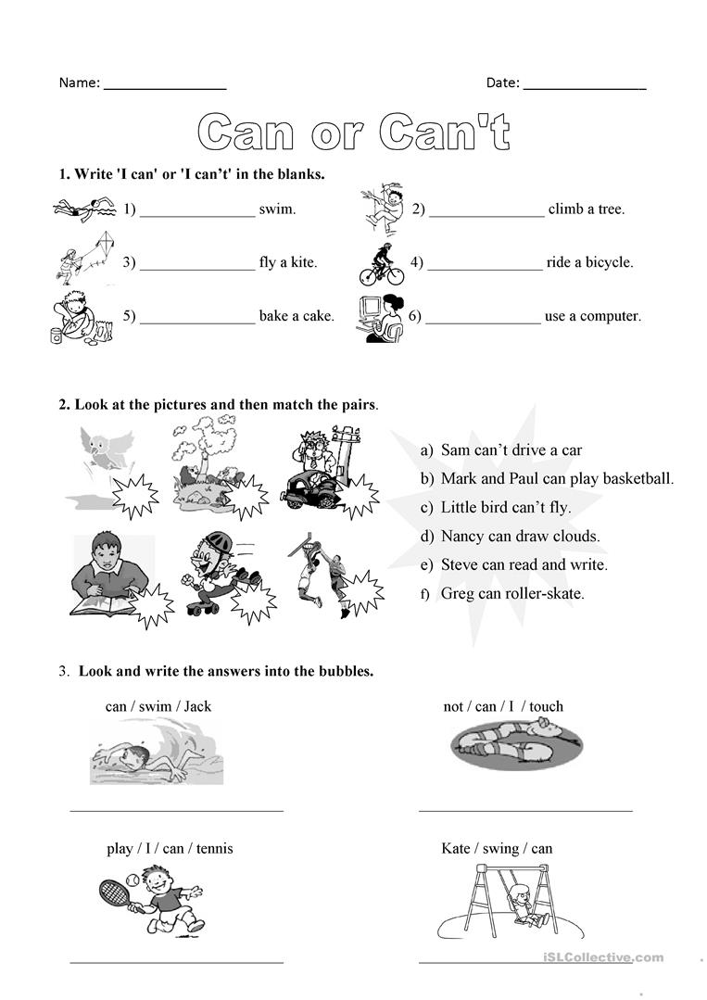 Name: ________________ Date: ________________
Can or Can't
1. Write 'I can' or 'I can’t' in the blanks.
1) _______________ swim. 2) _______________ climb a tree.
3) _______________ fly a kite. 4) _______________ ride a bicycle.
5) _______________ bake a cake. 6) _______________ use a computer.
2. Look at the pictures and then match the pairs.
a) Sam can’t drive a car
b) Mark and Paul can play basketball.
c) Little bird can’t fly.
d) Nancy can draw clouds.
e) Steve can read and write.
f) Greg can roller-skate.
3. Look and write the answers into the bubbles.
can / swim / Jack not / can / I / touch
play / I / can / tennis Kate / swing / can
iSLCollective.com